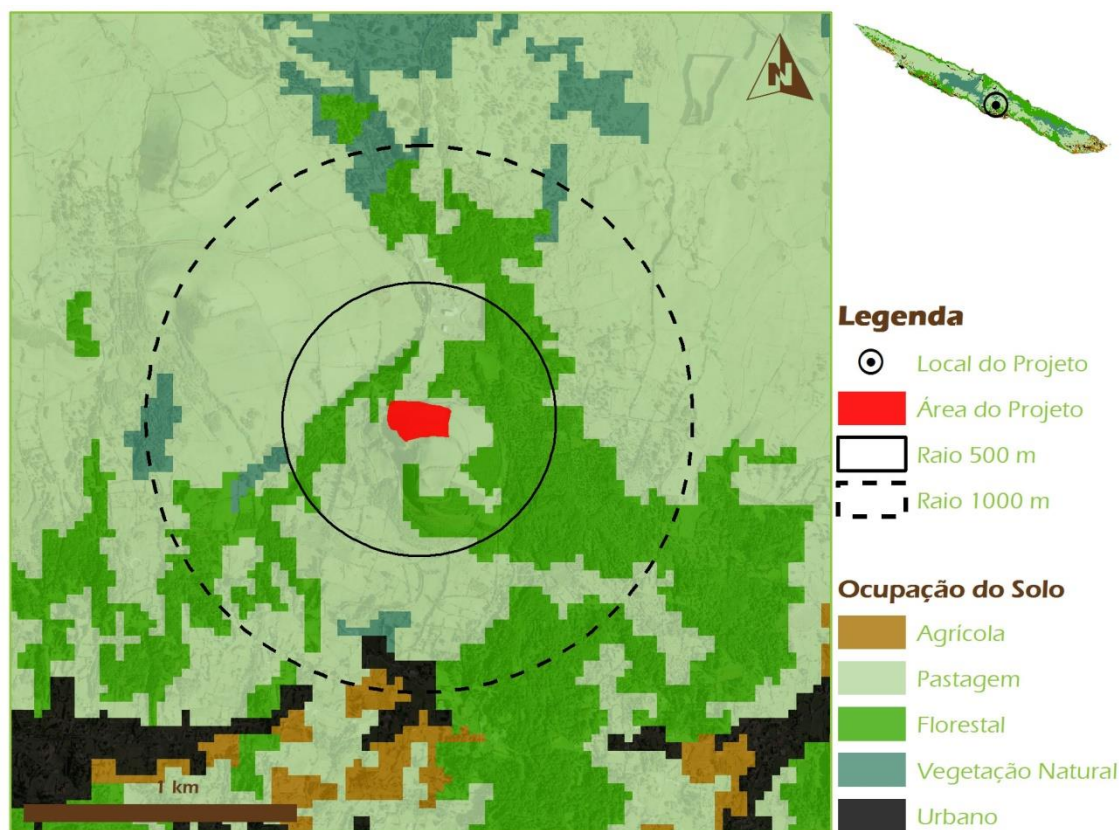 N
Legenda
Local do Projeto
Área do Projeto
Raio 500 m
Raio 1000 m
Ocupação do Solo
Agrícola
Pastagem
Florestal
Vegetação Natural
Urbano
1 km